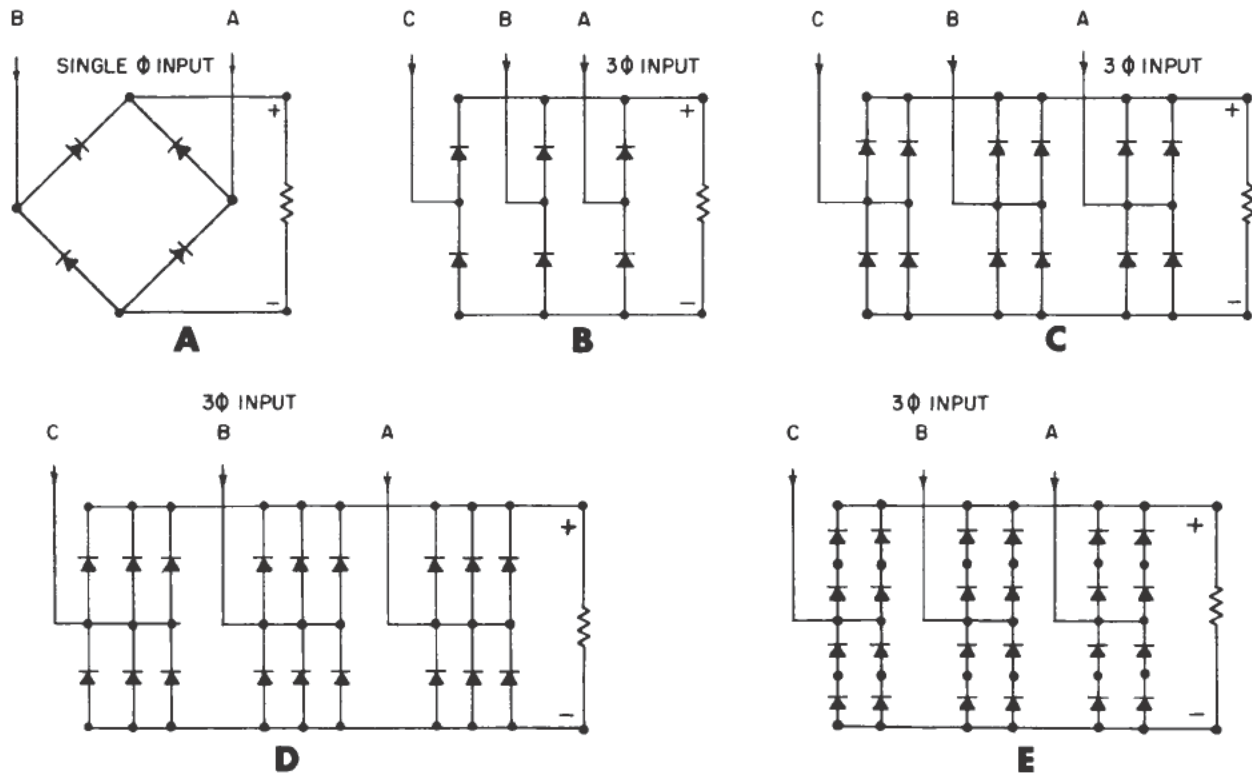 B A
SINGLE Φ INPUT
+
−
A
C B A
3Φ INPUT
+
−
B
C B A
3 Φ INPUT
+
−
C
3Φ INPUT
C B A
+
−
D
3Φ INPUT
C B A
+
−
E